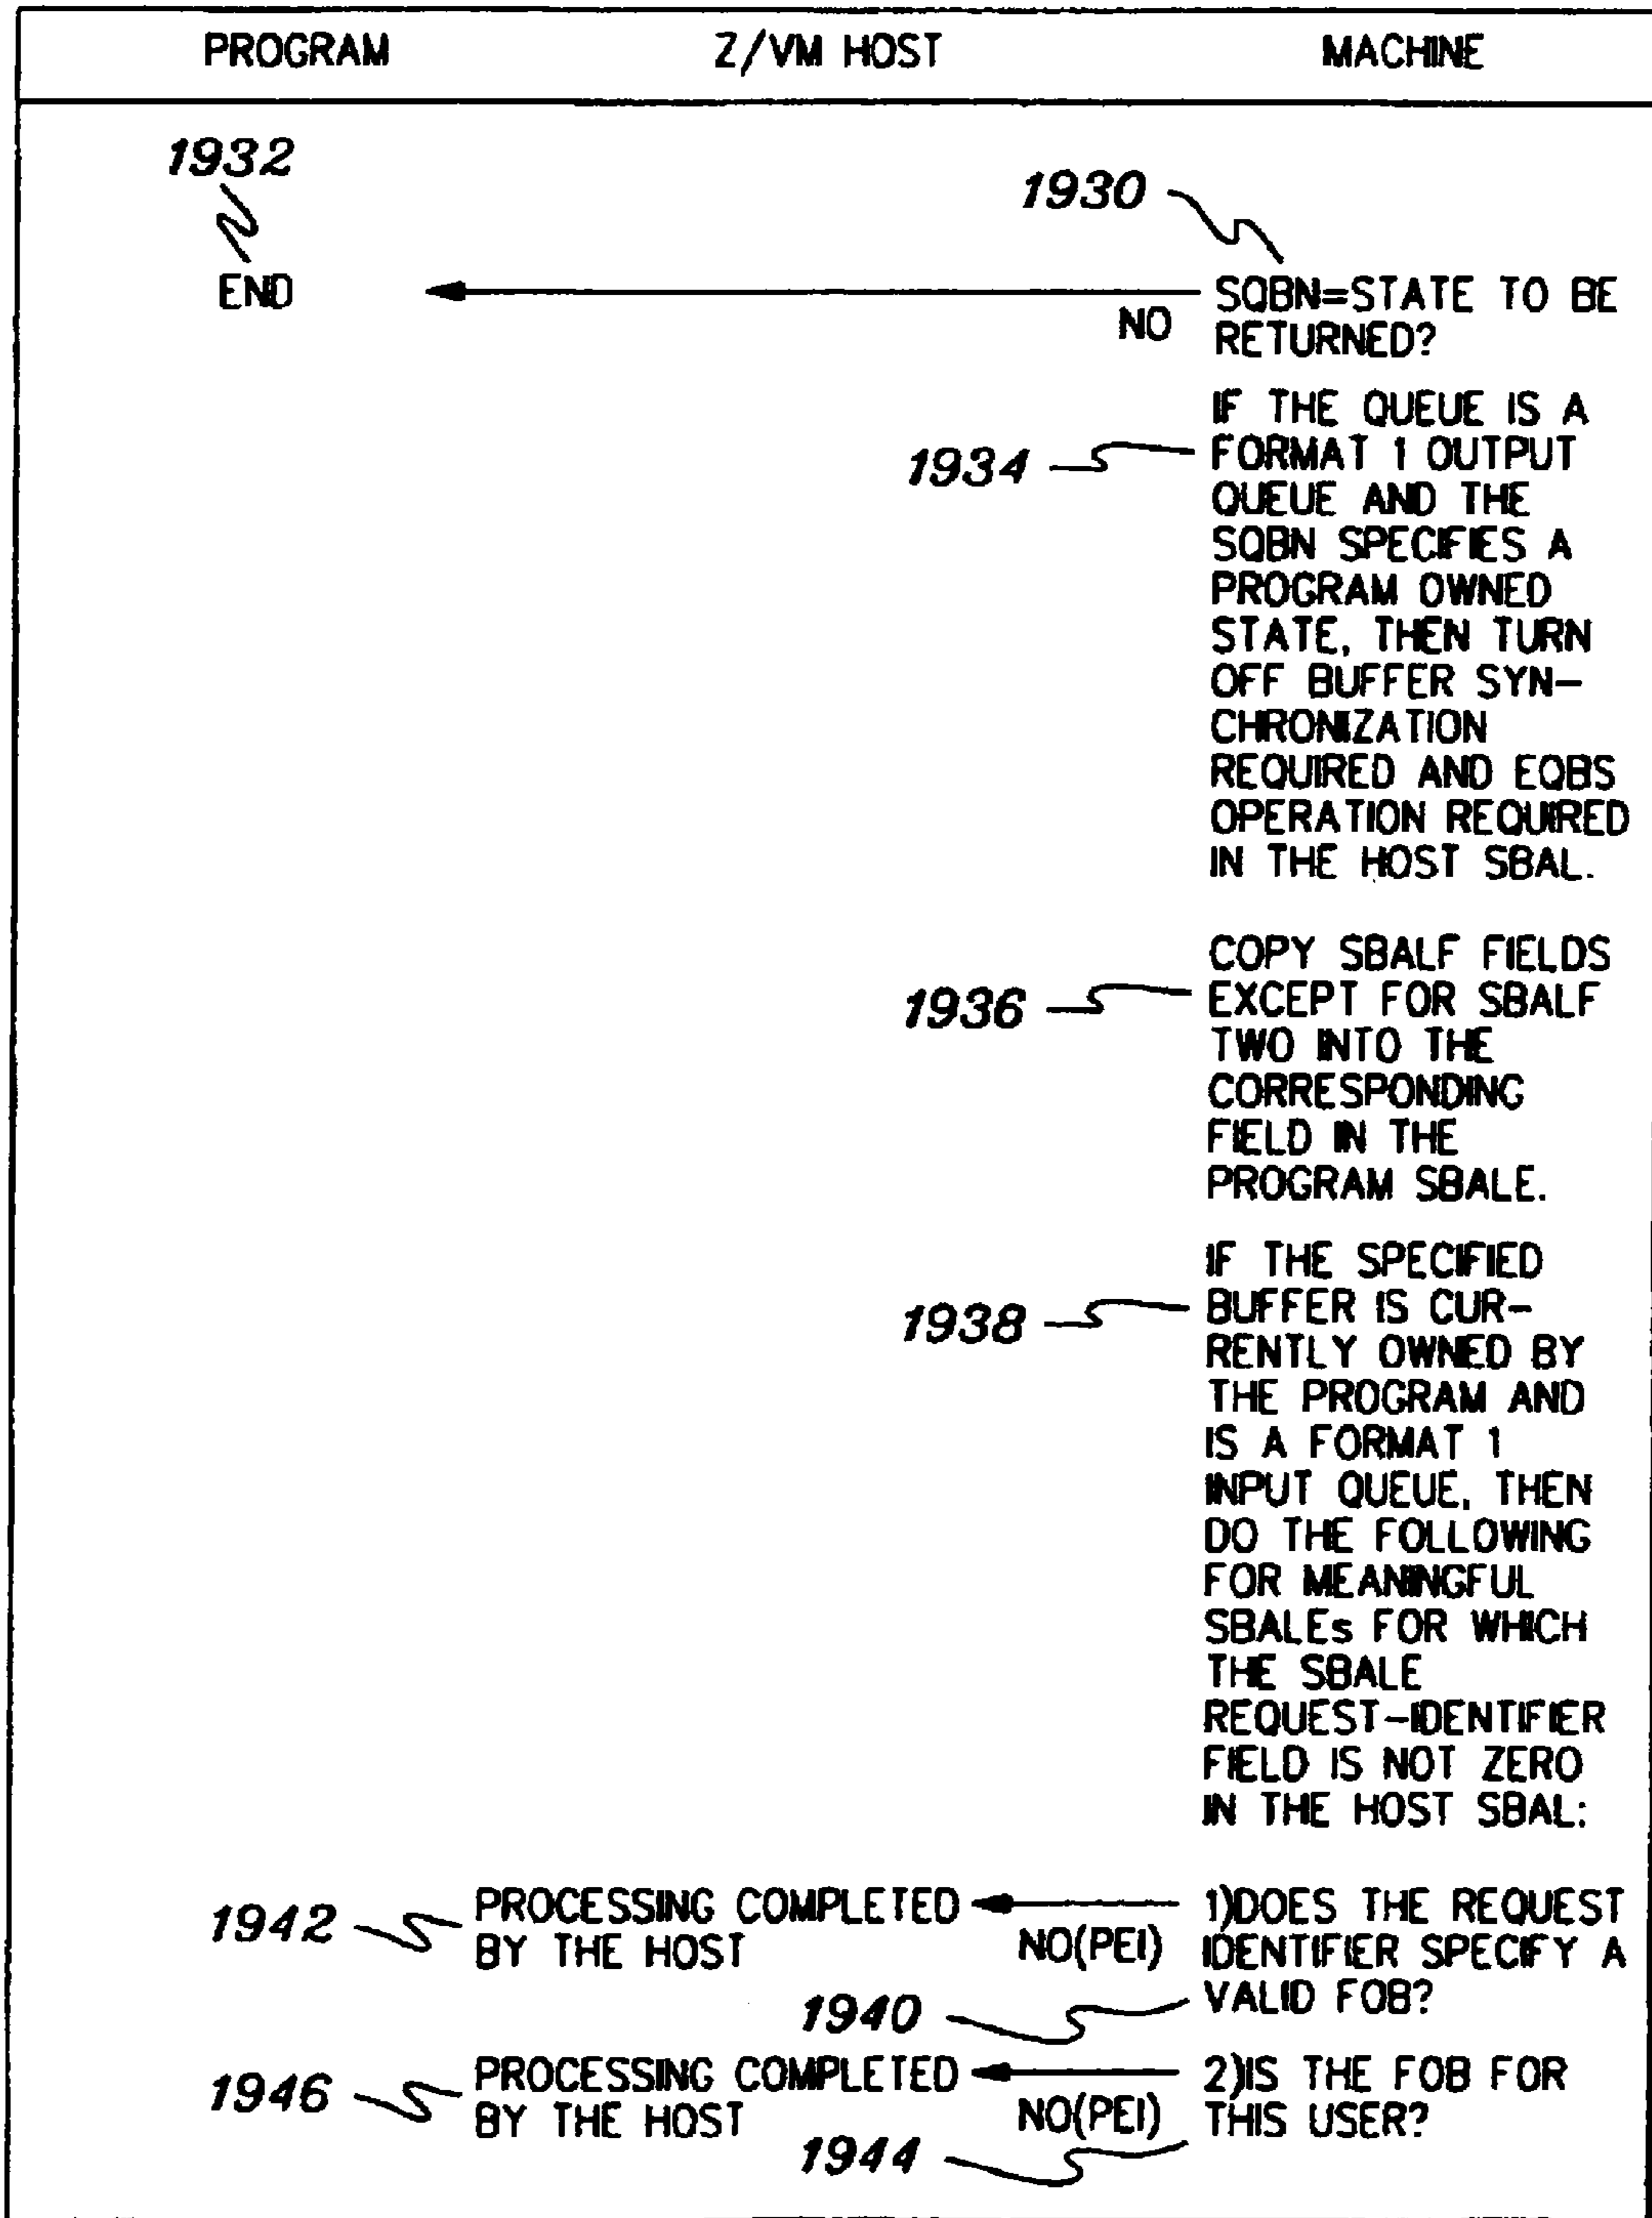 PROGRAM Z/VM HOST MACHINE
1932
1930
END
NO
SQBN=STATE TO BE
RETURNED?
1934
IF THE QUEUE IS A
FORMAT 1 OUTPUT
QUEUE AND THE
SQBN SPECIFIES A
PROGRAM OWNED
STATE, THEN TURN
OFF BUFFER SYN-
CHRONIZATION
REQUIRED AND EQBS
OPERATION REQUIRED
IN THE HOST SBAL.
1936
COPY SBALF FIELDS
EXCEPT FOR SBALF
TWO INTO THE
CORRESPONDING
FIELD IN THE
PROGRAM SBALE.
1938
IF THE SPECIFIED
BUFFER IS CUR-
RENTLY OWNED BY
THE PROGRAM AND
IS A FORMAT 1
INPUT QUEUE, THEN
DO THE FOLLOWING
FOR MEANINGFUL
SBALEs FOR WHICH
THE SBALE
REQUEST-IDENTIFIER
FIELD IS NOT ZERO
IN THE HOST SBAL:
1942
PROCESSING COMPLETED
BY THE HOST
NO(PEI)
1)DOES THE REQUEST
IDENTIFIER SPECIFY A
VALID FOB?
1940
1946
PROCESSING COMPLETED
BY THE HOST
NO(PEI)
2)IS THE FOB FOR
THIS USER?
1944